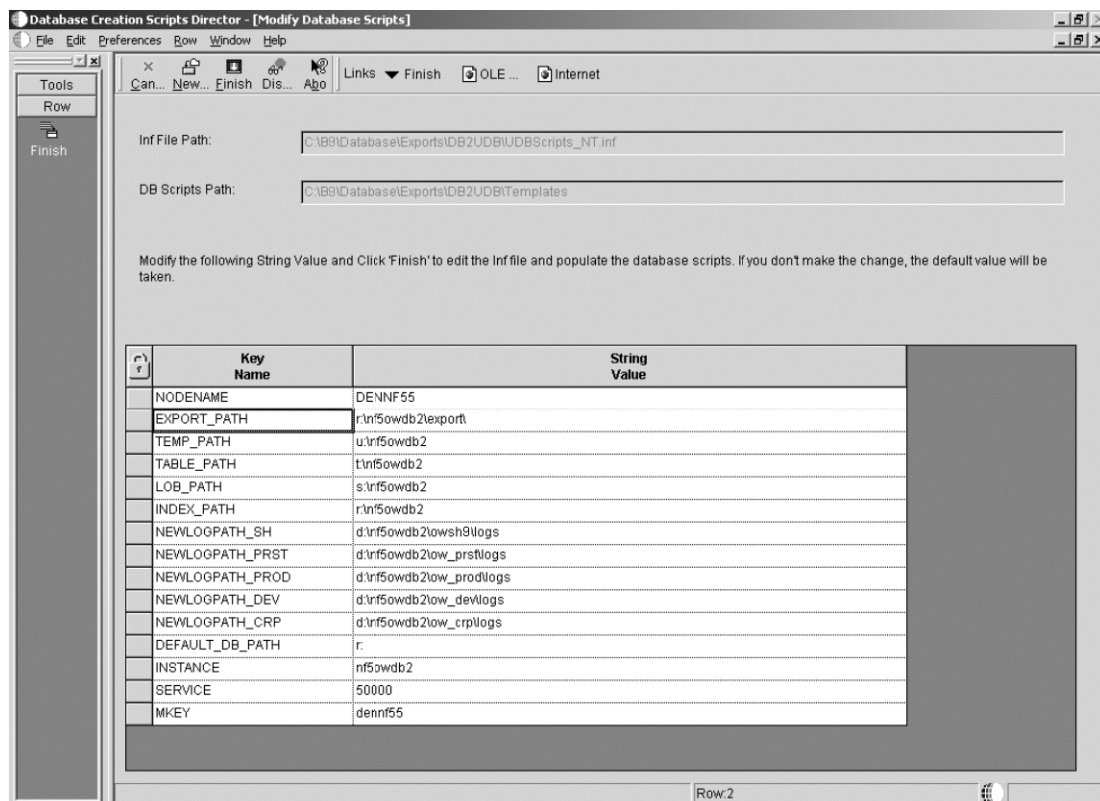 Database Creation Scripts Director - [Modify Database Scripts]
File Edit Preferences Row Window Help
Tools
Row
Finish
Can... New... Finish Dis... Abo Links Finish OLE ... Internet
Inf File Path: C:\B9\Database\Exports\DB2UDB\UDBScripts_NT.inf
DB Scripts Path: C:\B9\Database\Exports\DB2UDB\Templates
Modify the following String Value and Click 'Finish' to edit the Inf file and populate the database scripts. If you don't make the change, the default value will be
taken.
Key Name String Value
NODENAME DENNF55
EXPORT_PATH r:\nf5owdb2\export\
TEMP_PATH u:\nf5owdb2
TABLE_PATH t:\nf5owdb2
LOB_PATH s:\nf5owdb2
INDEX_PATH r:\nf5owdb2
NEWLOGPATH_SH d:\nf5owdb2\owsh9\logs
NEWLOGPATH_PRST d:\nf5owdb2\ow_prst\logs
NEWLOGPATH_PROD d:\nf5owdb2\ow_prod\logs
NEWLOGPATH_DEV d:\nf5owdb2\ow_dev\logs
NEWLOGPATH_CRP d:\nf5owdb2\ow_crp\logs
DEFAULT_DB_PATH r:
INSTANCE nf5owdb2
SERVICE 50000
MKEY dennf55
Row:2